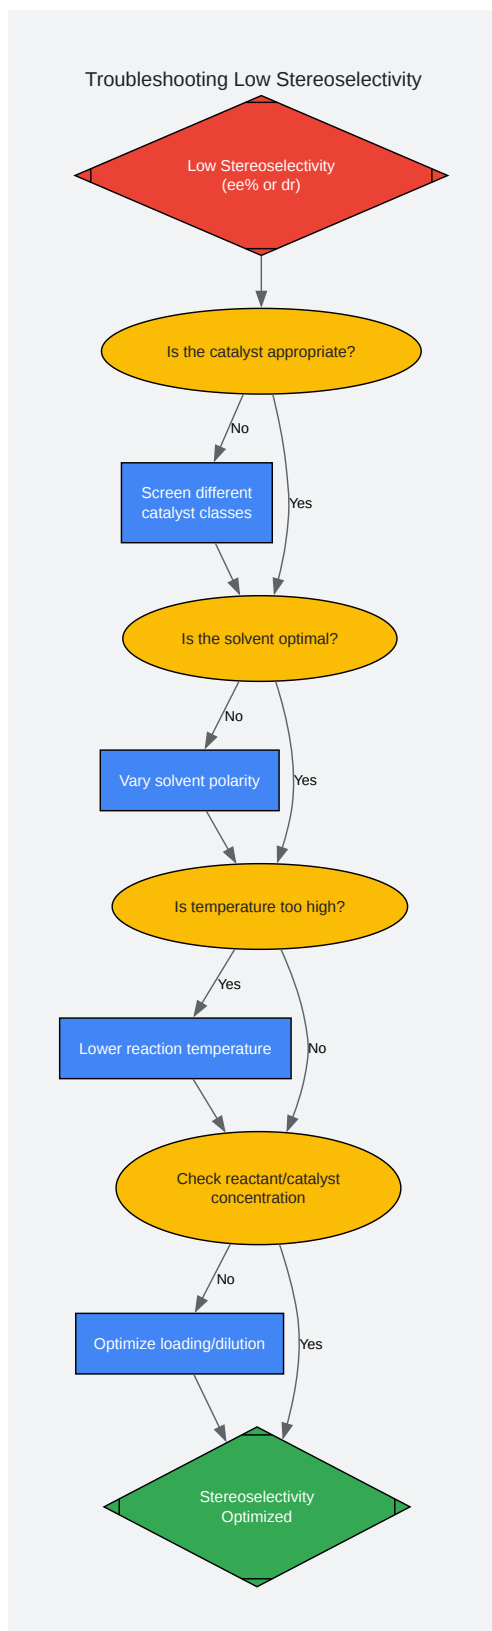 Troubleshooting Low Stereoselectivity
Low Stereoselectivity
(ee% or dr)
Is the catalyst appropriate?
No
Screen different
catalyst classes
Yes
Is the solvent optimal?
No
Vary solvent polarity
Yes
Is temperature too high?
Yes
Lower reaction temperature
No
Check reactant/catalyst
concentration
No
Optimize loading/dilution
Yes
Stereoselectivity
Optimized